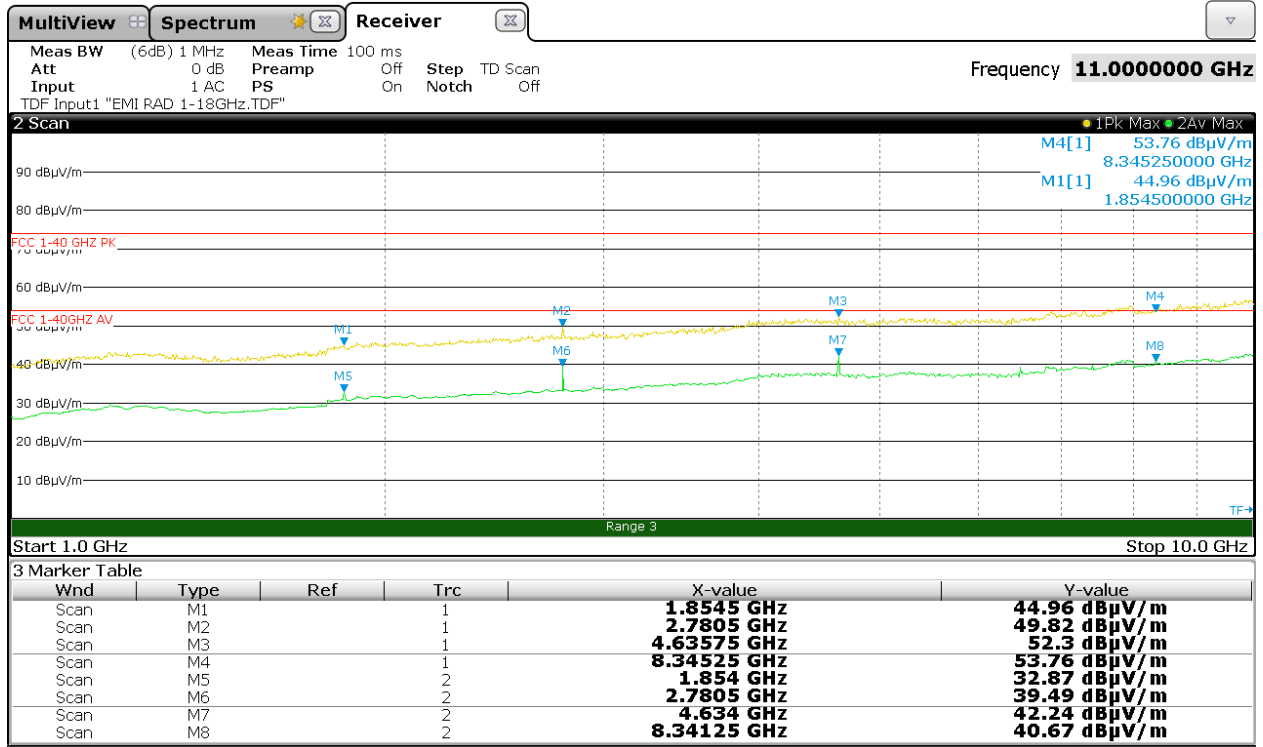 MultiView Spectrum Receiver
Meas BW (6dB) 1 MHz Meas Time 100 ms
Att 0 dB Preamp Off Step TD Scan
Input 1 AC PS On Notch Off
Frequency 11.0000000 GHz
TDF Input1 "EMI RAD 1-18GHz.TDF"
2 Scan 1Pk Max 2Av Max
M4[1] 53.76 dBµV/m
8.345250000 GHz
M1[1] 44.96 dBµV/m
1.854500000 GHz
90 dBµV/m
80 dBµV/m
FCC 1-40 GHZ PK
70 dBµV/m
60 dBµV/m
FCC 1-40GHZ AV
50 dBµV/m
M1
M2
M3
M4
40 dBµV/m
M5
M6
M7
M8
30 dBµV/m
20 dBµV/m
10 dBµV/m
TF
Range 3
Start 1.0 GHz Stop 10.0 GHz
3 Marker Table
Wnd Type Ref Trc X-value Y-value
Scan M1 1 1.8545 GHz 44.96 dBµV/m
Scan M2 1 2.7805 GHz 49.82 dBµV/m
Scan M3 1 4.63575 GHz 52.3 dBµV/m
Scan M4 1 8.34525 GHz 53.76 dBµV/m
Scan M5 2 1.854 GHz 32.87 dBµV/m
Scan M6 2 2.7805 GHz 39.49 dBµV/m
Scan M7 2 4.634 GHz 42.24 dBµV/m
Scan M8 2 8.34125 GHz 40.67 dBµV/m